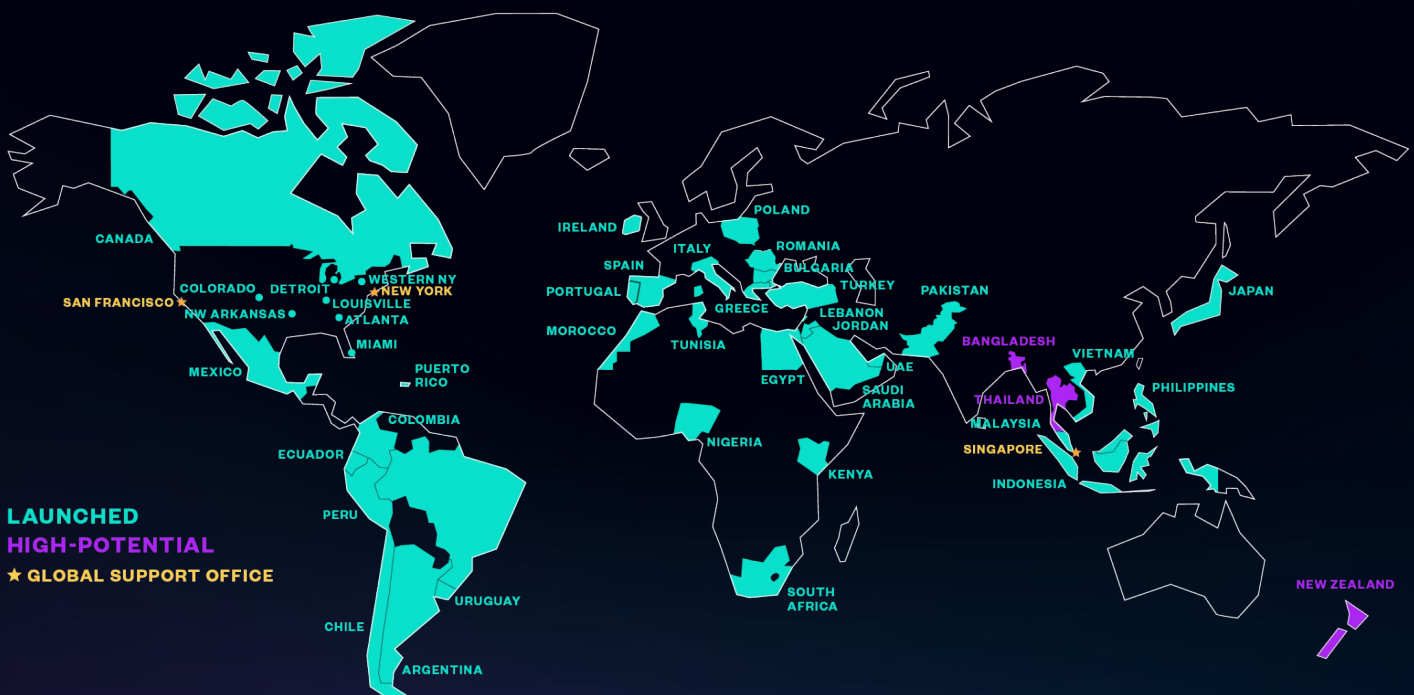 CANADA
SAN FRANCISCO
COLORADO
DETROIT
WESTERN NY
NEW YORK
LOUISVILLE
NW ARKANSAS
ATLANTA
MIAMI
MEXICO
PUERTO
RICO
COLOMBIA
ECUADOR
PERU
URUGUAY
CHILE
ARGENTINA
IRELAND
POLAND
ITALY
ROMANIA
SPAIN
BULGARIA
PORTUGAL
TURKEY
GREECE
MOROCCO
TUNISIA
LEBANON
JORDAN
EGYPT
UAE
SAUDI
ARABIA
NIGERIA
KENYA
SOUTH
AFRICA
PAKISTAN
JAPAN
BANGLADESH
VIETNAM
PHILIPPINES
THAILAND
MALAYSIA
SINGAPORE
INDONESIA
NEW ZEALAND
LAUNCHED
HIGH-POTENTIAL
GLOBAL SUPPORT OFFICE